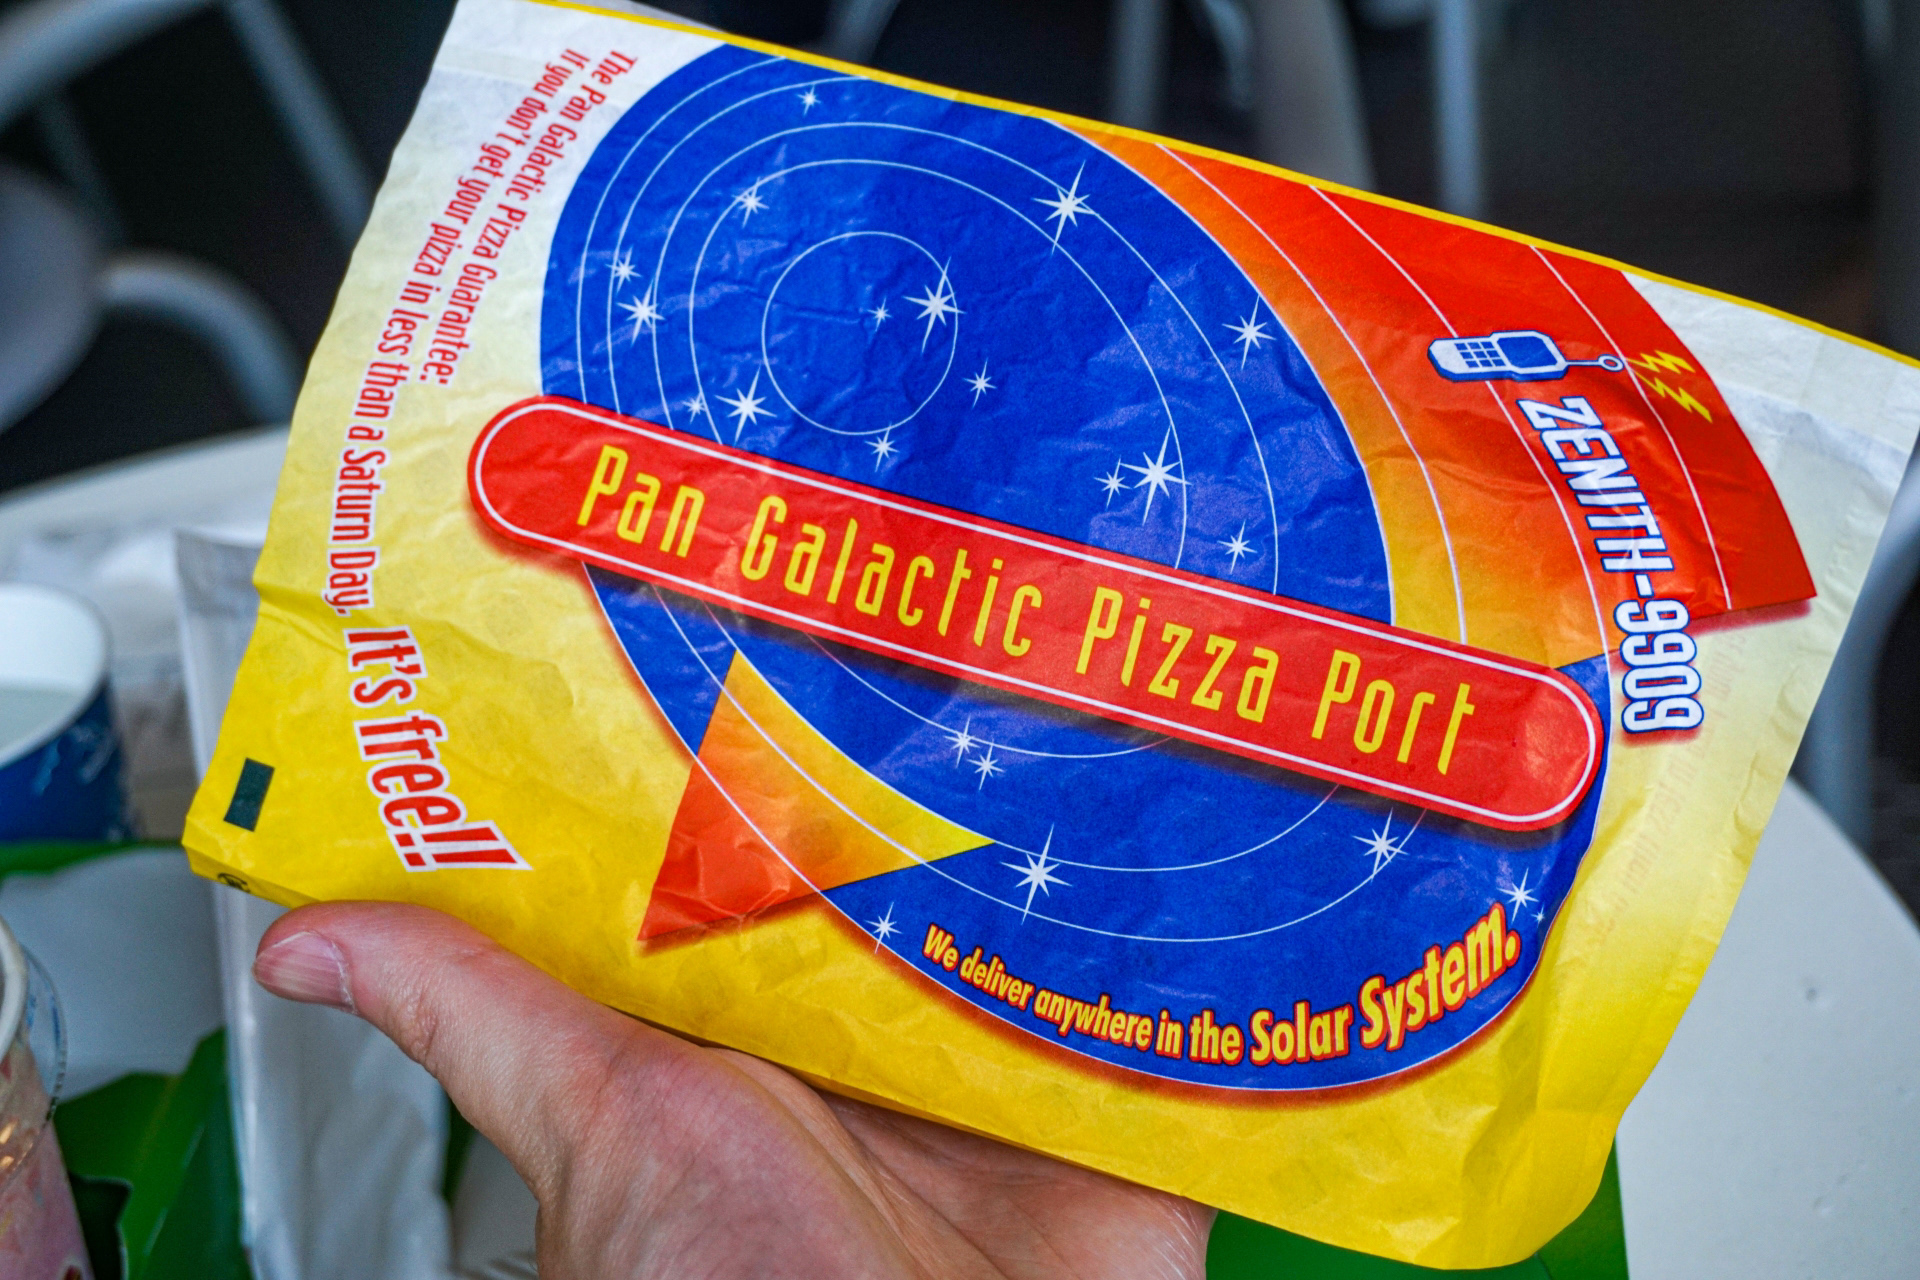 The Pan Galactic Pizza Guarantee:
If you don't get your pizza in less than a Saturn Day,
It's free!!
Pan Galactic Pizza Port
ZENITH-9909
We deliver anywhere in the Solar System.